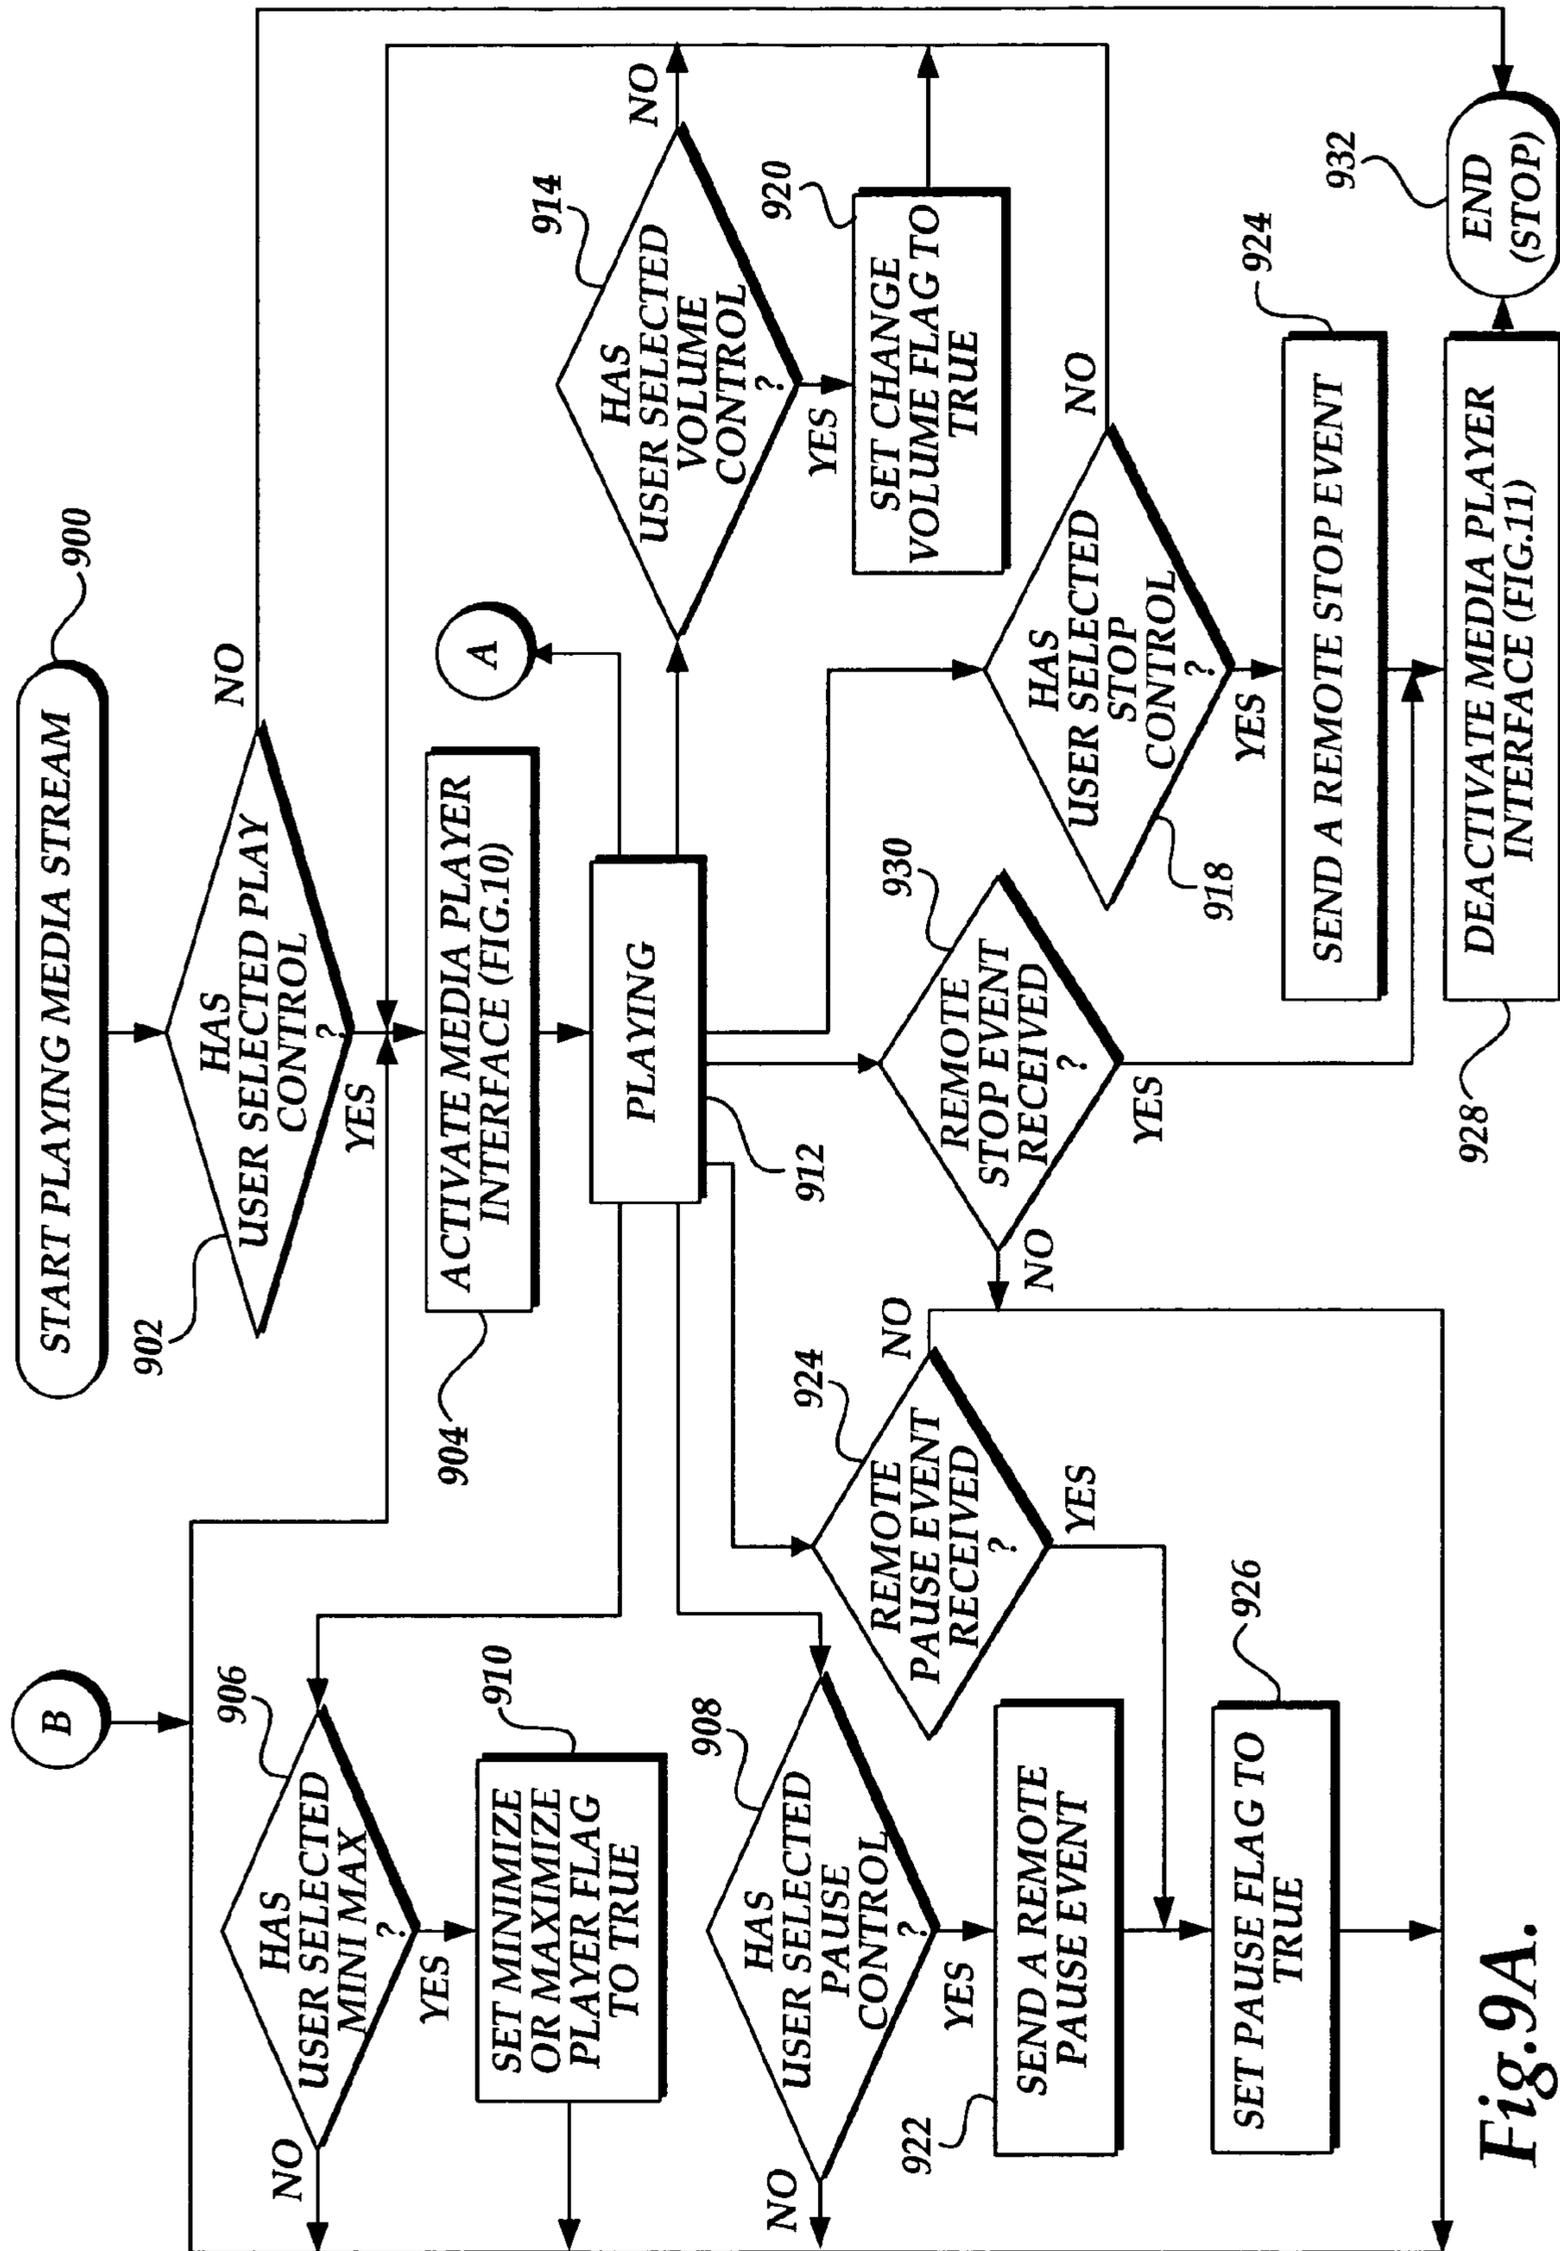 START PLAYING MEDIA STREAM
900
B
902
HAS
USER SELECTED PLAY
CONTROL
?
NO
YES
906
HAS
USER SELECTED
MINI MAX
?
NO
YES
904
ACTIVATE MEDIA PLAYER
INTERFACE (FIG.10)
A
910
SET MINIMIZE
OR MAXIMIZE
PLAYER FLAG
TO TRUE
PLAYING
912
914
HAS
USER SELECTED
VOLUME
CONTROL
?
NO
YES
908
HAS
USER SELECTED
PAUSE
CONTROL
?
NO
YES
924
REMOTE
PAUSE EVENT
RECEIVED
?
NO
YES
930
REMOTE
STOP EVENT
RECEIVED
?
NO
YES
920
SET CHANGE
VOLUME FLAG TO
TRUE
918
HAS
USER SELECTED
STOP
CONTROL
?
NO
YES
922
SEND A REMOTE
PAUSE EVENT
926
SET PAUSE FLAG TO
TRUE
924
SEND A REMOTE STOP EVENT
928
DEACTIVATE MEDIA PLAYER
INTERFACE (FIG.11)
932
END
(STOP)
Fig.9A.